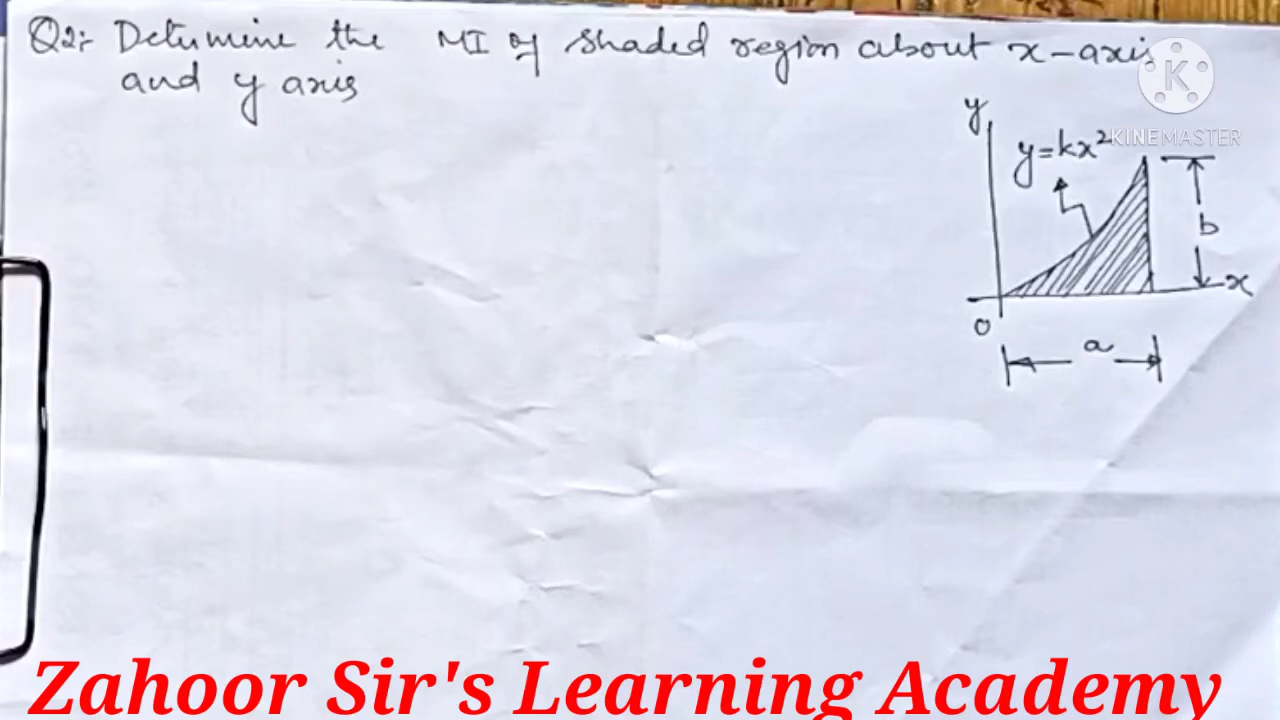 Q2:- Determine the MI of shaded region about x-axis
and y axis
K
KINEMASTER
y
y=kx²
b
x
o
a
Zahoor Sir's Learning Academy